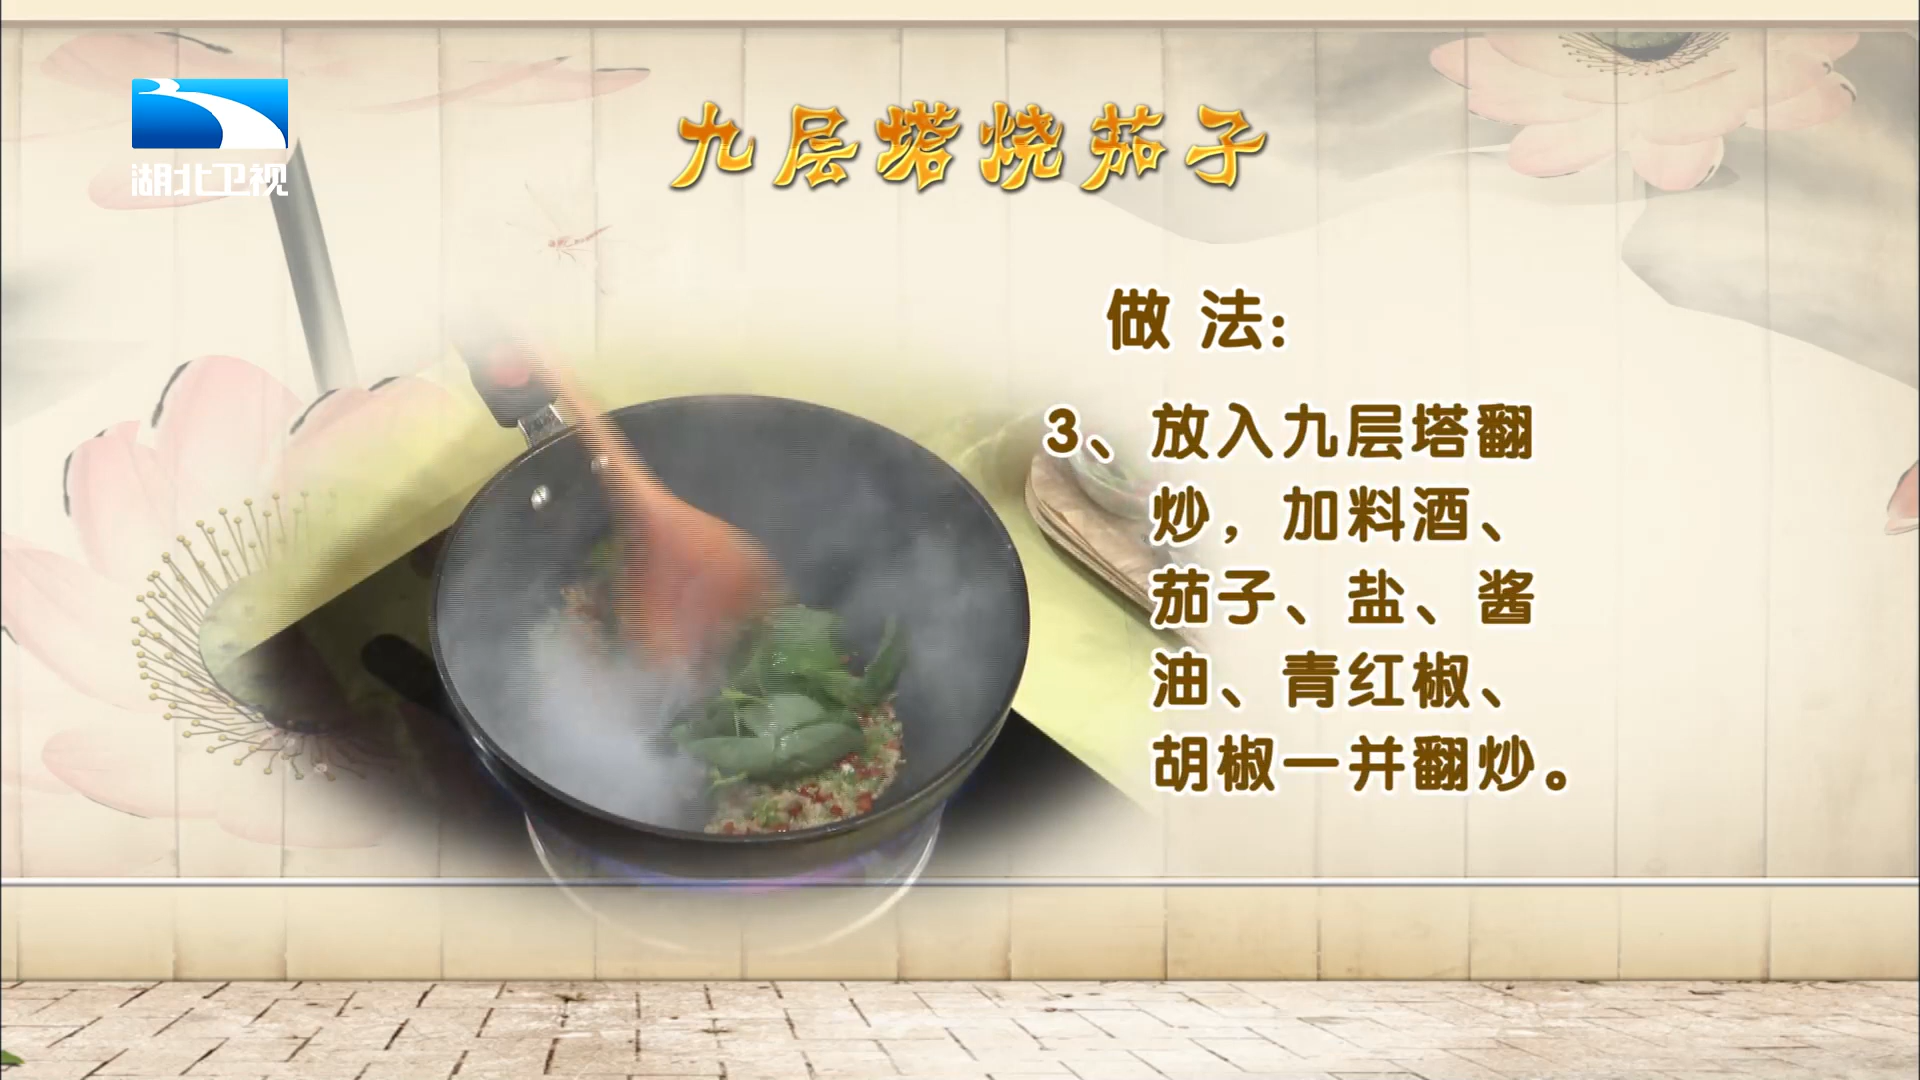 湖北卫视
九层塔烧茄子
做 法:
3、放入九层塔翻
炒，加料酒、
茄子、盐、酱
油、青红椒、
胡椒一并翻炒。